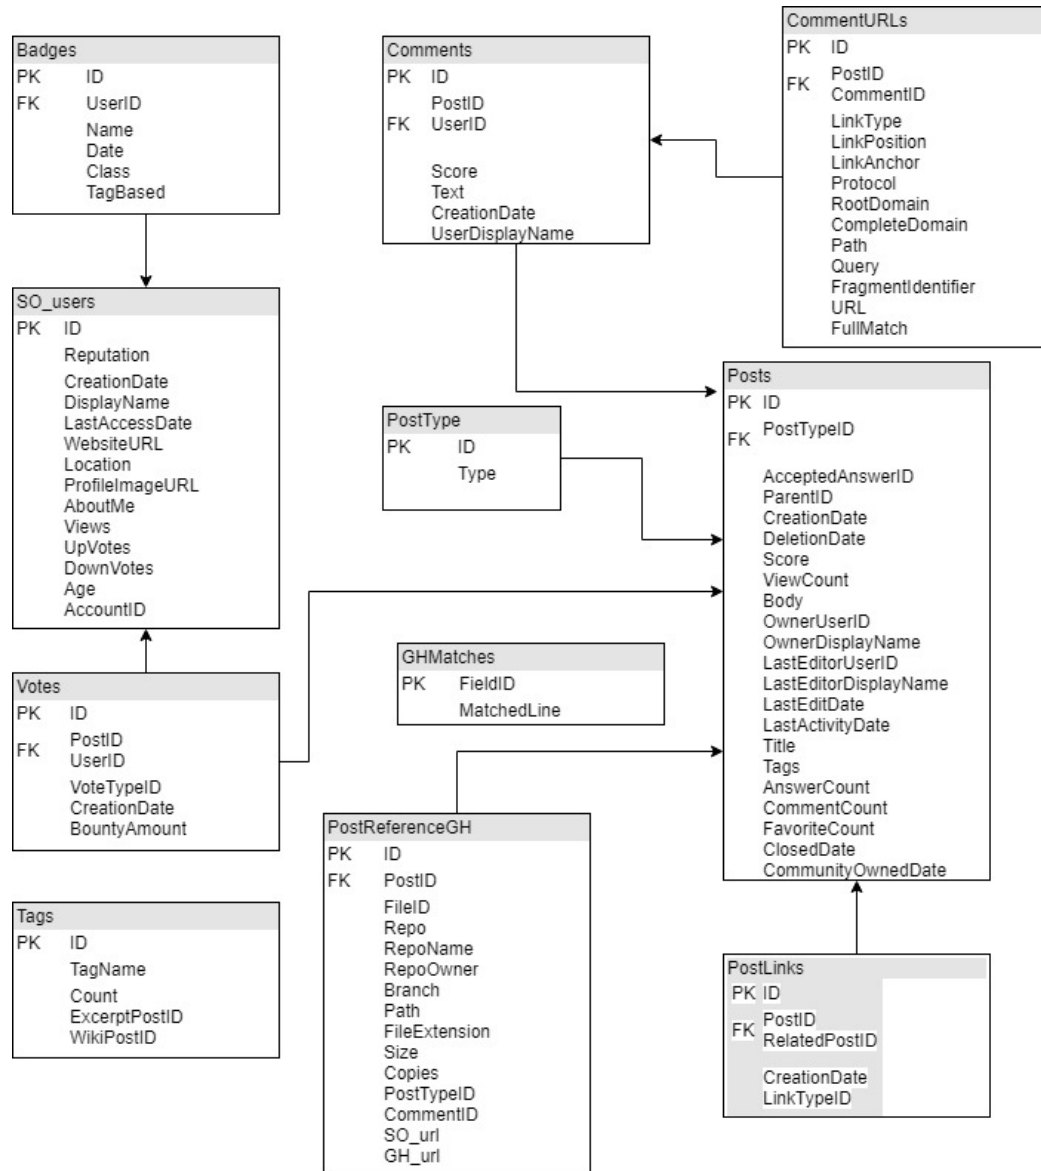 Badges
PK ID
FK UserID
Name
Date
Class
TagBased
Comments
PK ID
PostID
FK UserID
Score
Text
CreationDate
UserDisplayName
CommentURLs
PK ID
PostID
FK
CommentID
LinkType
LinkPosition
LinkAnchor
Protocol
RootDomain
CompleteDomain
Path
Query
FragmentIdentifier
URL
FullMatch
SO_users
PK ID
Reputation
CreationDate
DisplayName
LastAccessDate
WebsiteURL
Location
ProfileImageURL
AboutMe
Views
UpVotes
DownVotes
Age
AccountID
PostType
PK ID
Type
Posts
PK ID
PostTypeID
FK
AcceptedAnswerID
ParentID
CreationDate
DeletionDate
Score
ViewCount
Body
OwnerUserID
OwnerDisplayName
LastEditorUserID
LastEditorDisplayName
LastEditDate
LastActivityDate
Title
Tags
AnswerCount
CommentCount
FavoriteCount
ClosedDate
CommunityOwnedDate
GHMatches
PK FieldID
MatchedLine
Votes
PK ID
PostID
FK
UserID
VoteTypeID
CreationDate
BountyAmount
PostReferenceGH
PK ID
FK PostID
FileID
Repo
RepoName
RepoOwner
Branch
Path
FileExtension
Size
Copies
PostTypeID
CommentID
SO_url
GH_url
Tags
PK ID
TagName
Count
ExcerptPostID
WikiPostID
PostLinks
PK ID
PostID
FK
RelatedPostID
CreationDate
LinkTypeID